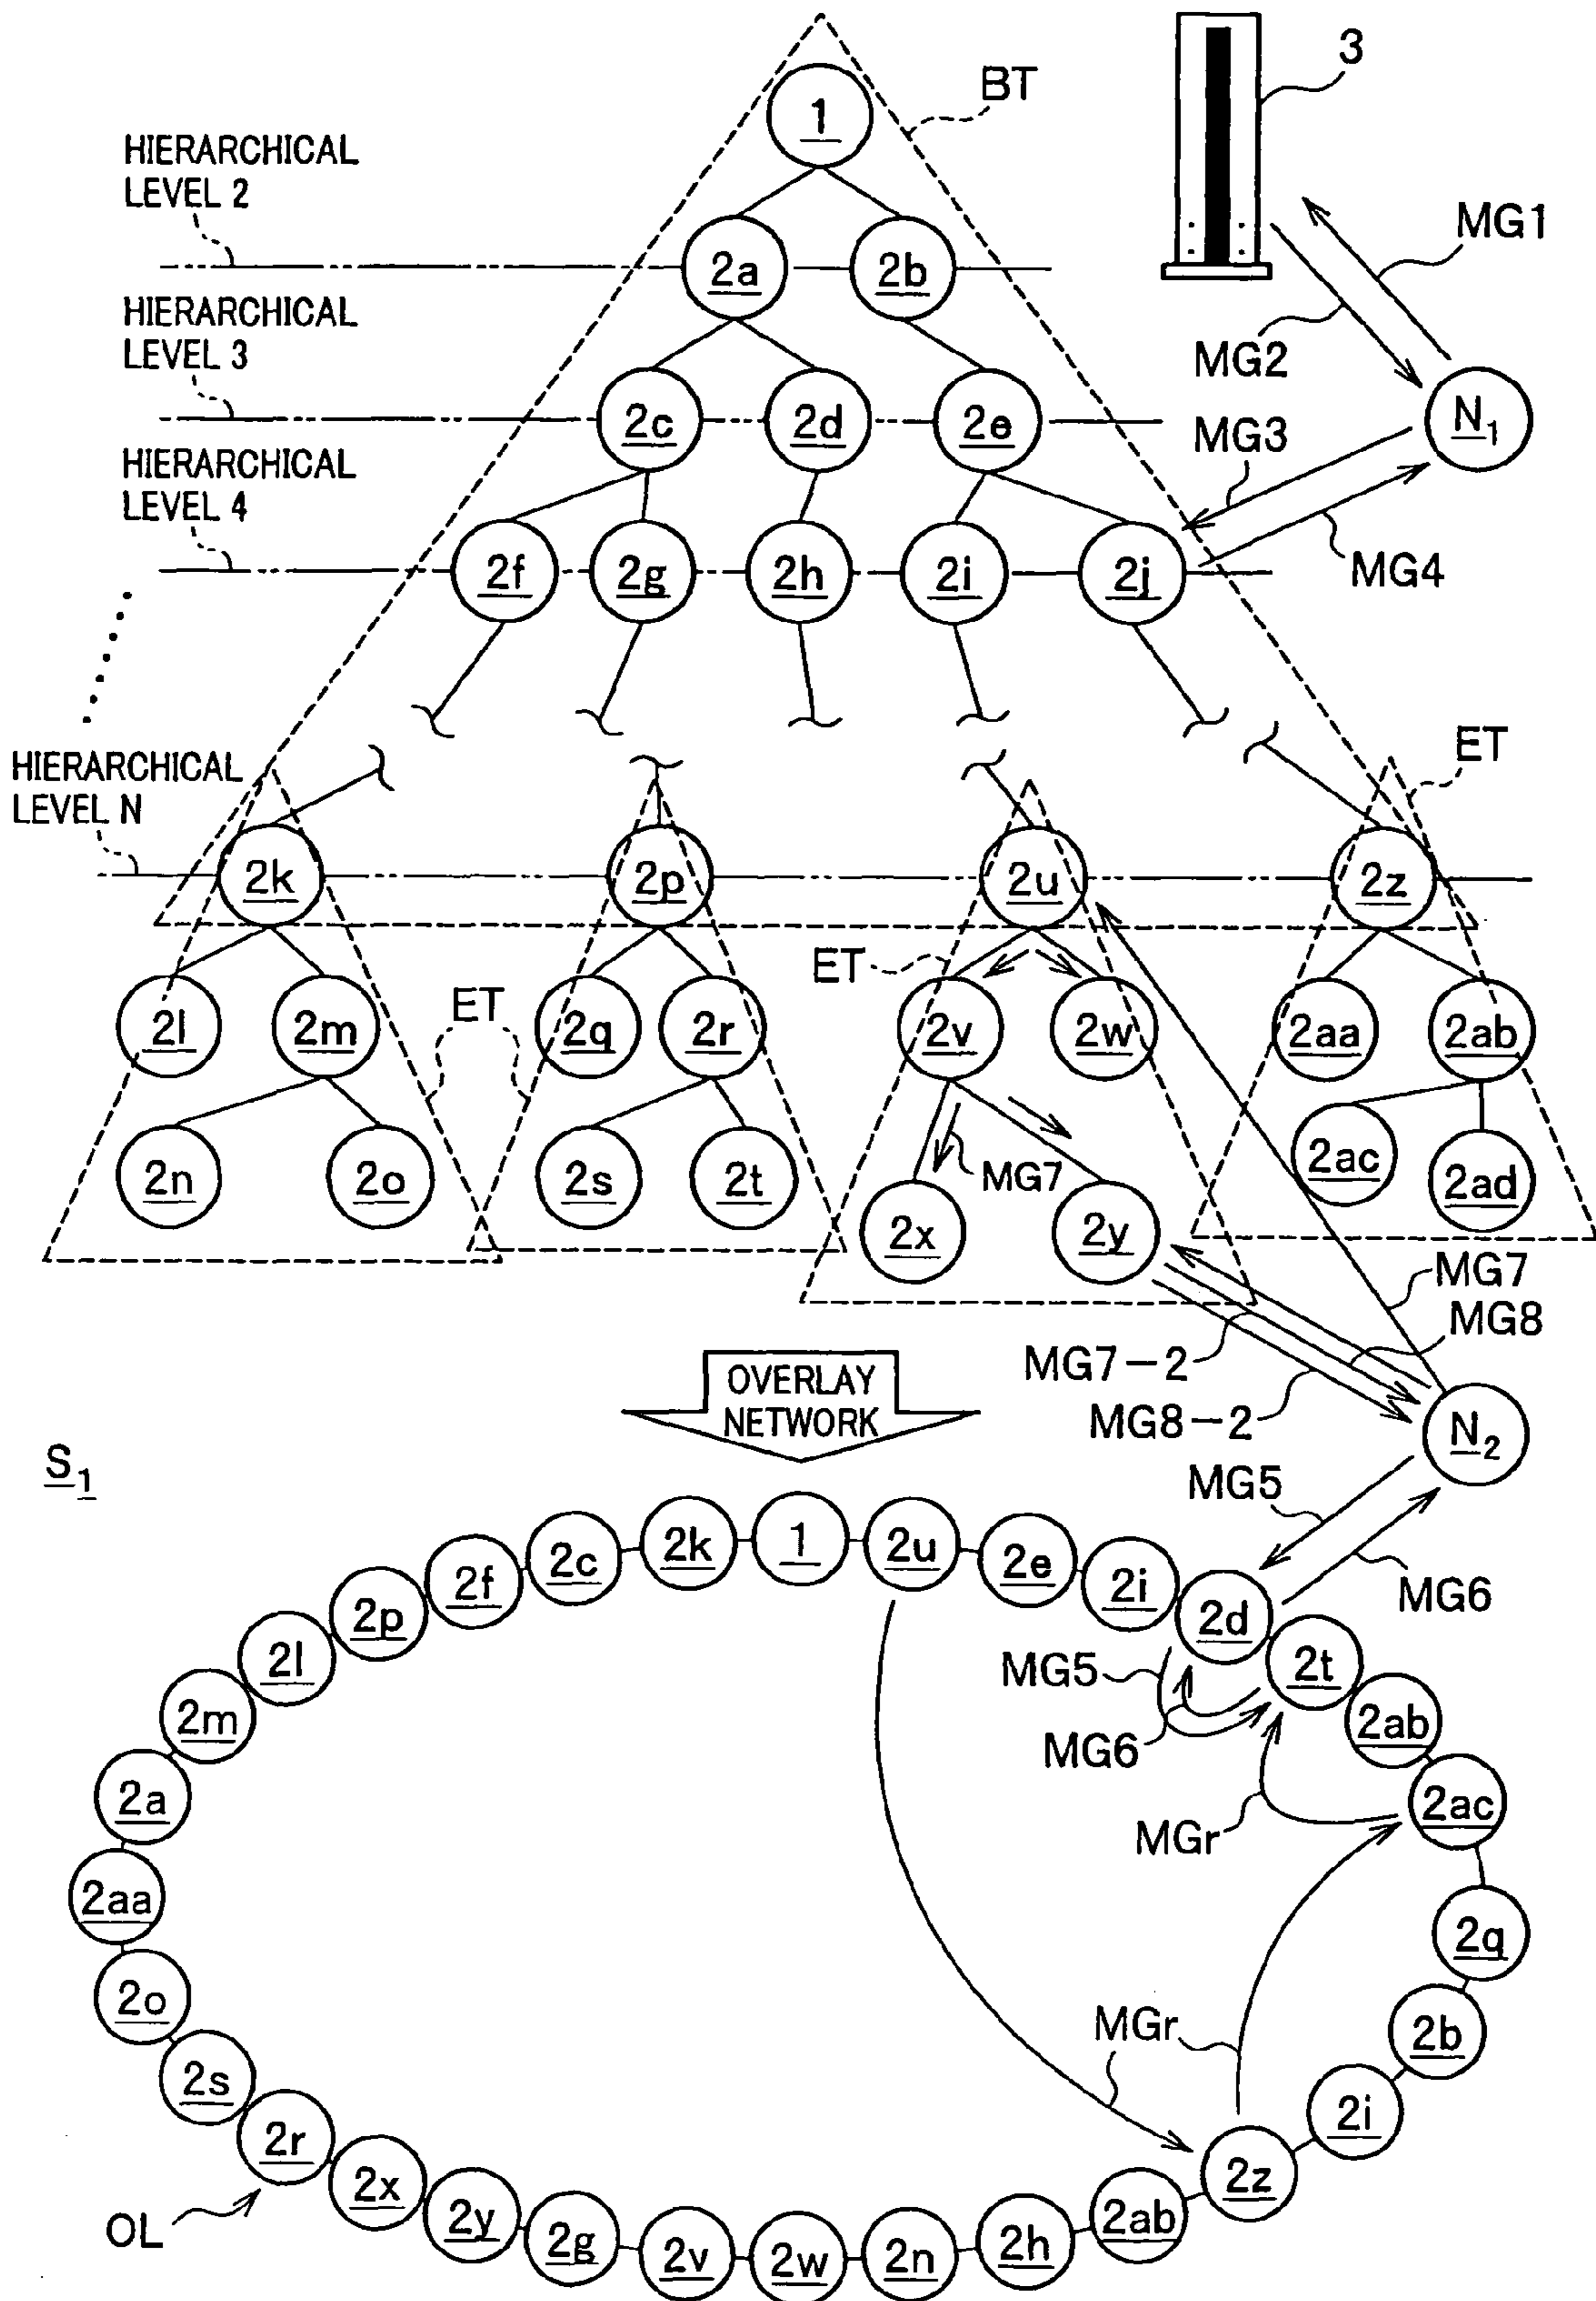 1
BT
3
HIERARCHICAL
LEVEL 2
MG1
2a
2b
HIERARCHICAL
LEVEL 3
MG2
2c
2d
2e
N1
MG3
HIERARCHICAL
LEVEL 4
2f
2g
2h
2i
2j
MG4
HIERARCHICAL
LEVEL N
ET
2k
2p
2u
2z
ET
ET
2l
2m
2q
2r
2v
2w
2aa
2ab
2n
2o
2s
2t
MG7
2ac
2ad
2x
2y
MG7
MG8
MG7-2
MG8-2
OVERLAY
NETWORK
N2
S1
MG5
MG6
2c
2k
1
2u
2e
2i
2f
2d
2p
2t
2l
MG5
2m
MG6
2ab
2a
MGr
2ac
2aa
2q
2o
MGr
2b
2s
2i
2r
2z
2x
2y
2g
2v
2w
2n
2h
2ab
OL